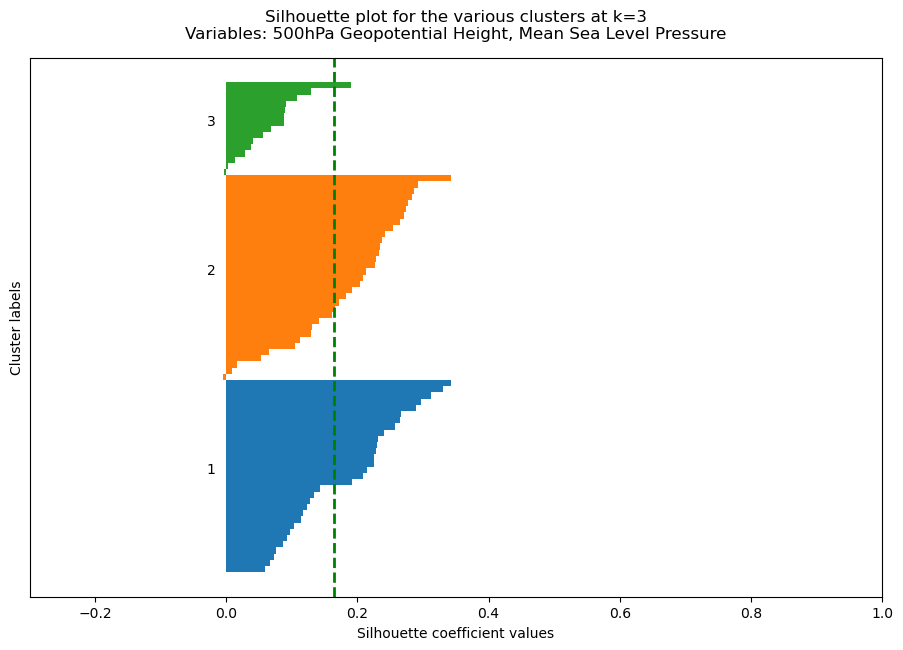 Silhouette plot for the various clusters at k=3
Variables: 500hPa Geopotential Height, Mean Sea Level Pressure
3
2
1
Cluster labels
−0.2 0.0 0.2 0.4 0.6 0.8 1.0
Silhouette coefficient values